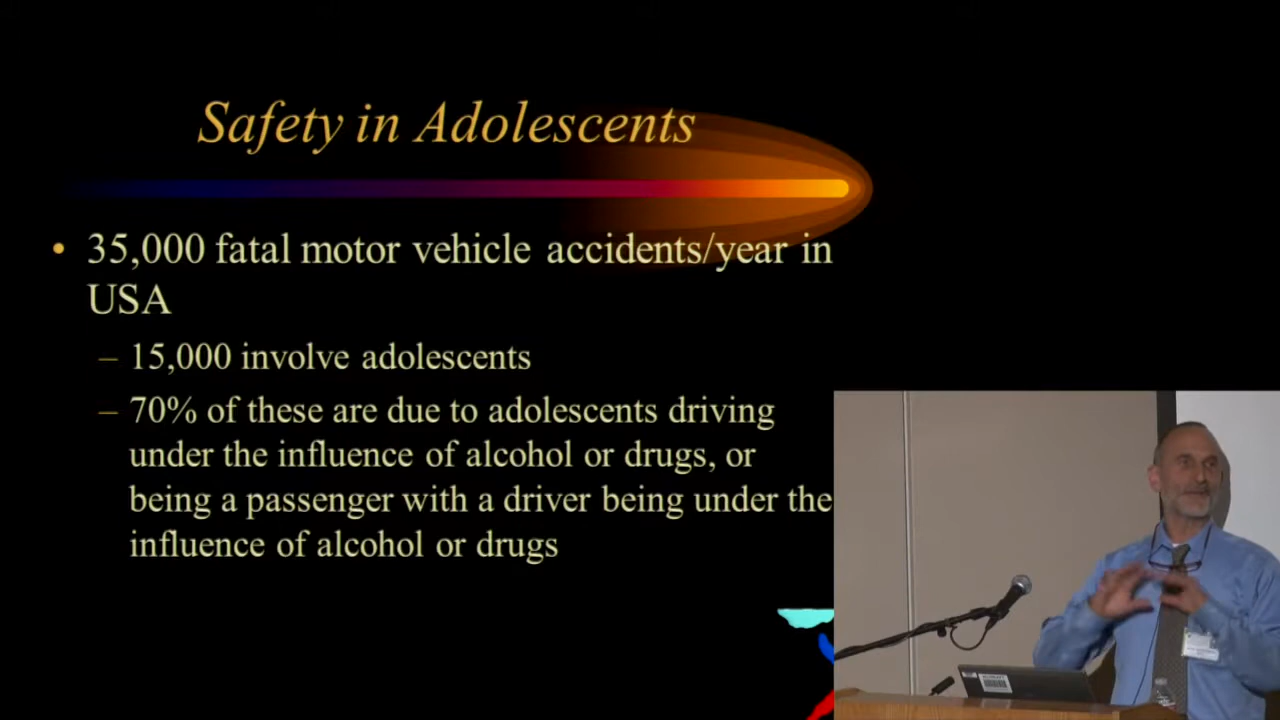 Safety in Adolescents
• 35,000 fatal motor vehicle accidents/year in
USA
– 15,000 involve adolescents
– 70% of these are due to adolescents driving
under the influence of alcohol or drugs, or
being a passenger with a driver being under the
influence of alcohol or drugs